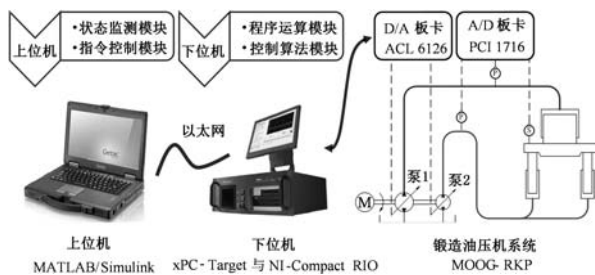 上位机
•状态监测模块
•指令控制模块
下位机
•程序运算模块
•控制算法模块
D/A 板卡
ACL 6126
A/D 板卡
PCI 1716
以太网
P
P
S
M
泵1
泵2
上位机
MATLAB/Simulink
下位机
xPC-Target 与 NI-Compact RIO
锻造油压机系统
MOOG-RKP